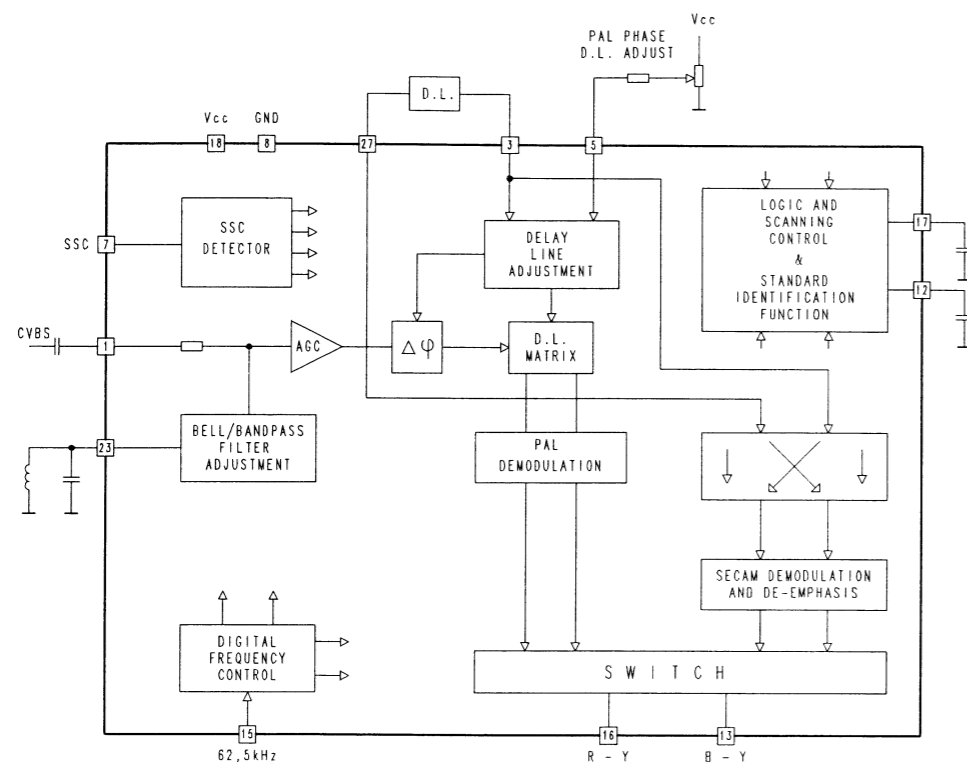 Vcc
PAL PHASE
D.L. ADJUST
D.L.
Vcc
GND
18
8
27
3
5
SSC
7
SSC
DETECTOR
DELAY
LINE
ADJUSTMENT
LOGIC AND
SCANNING
CONTROL
&
STANDARD
IDENTIFICATION
FUNCTION
17
12
CVBS
1
AGC
Δφ
D.L.
MATRIX
23
BELL/BANDPASS
FILTER
ADJUSTMENT
PAL
DEMODULATION
SECAM DEMODULATION
AND DE-EMPHASIS
DIGITAL
FREQUENCY
CONTROL
SWITCH
15
16
13
62,5kHz
R - Y
B - Y